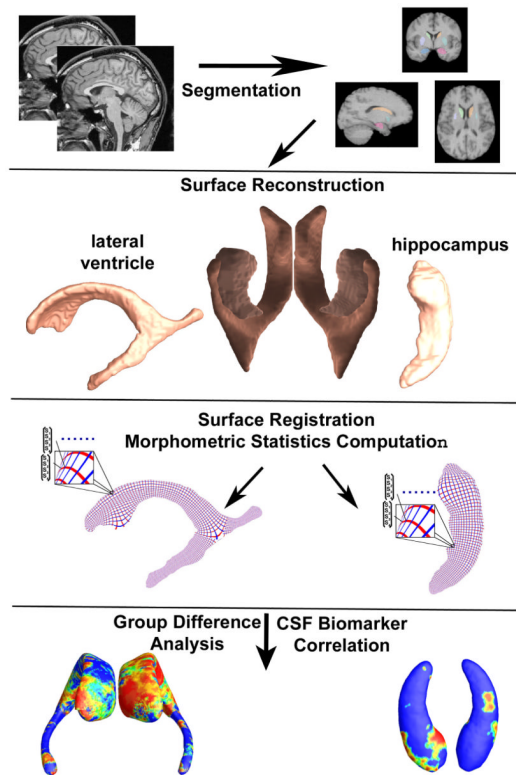 Segmentation
Surface Reconstruction
lateral
ventricle
hippocampus
Surface Registration
Morphometric Statistics Computation
Group Difference
Analysis
CSF Biomarker
Correlation